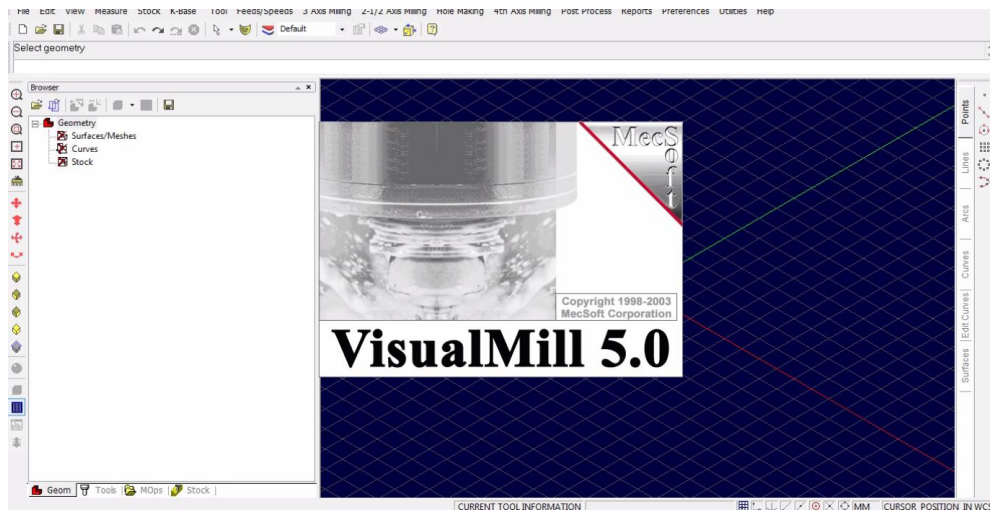 File Edit View Measure Stock K-Base Tool Feeds/Speeds 3 Axis Milling 2-1/2 Axis Milling Hole Making 4th Axis Milling Post Process Reports Preferences Utilities Help
Default
Select geometry
Browser
Geometry
Surfaces/Meshes
Curves
Stock
MecSoft
Copyright 1998-2003
MecSoft Corporation
VisualMill 5.0
Points
Lines
Arcs
Curves
Edit Curves
Surfaces
Geom Tools MOps Stock
CURRENT TOOL INFORMATION MM CURSOR POSITION IN WCS